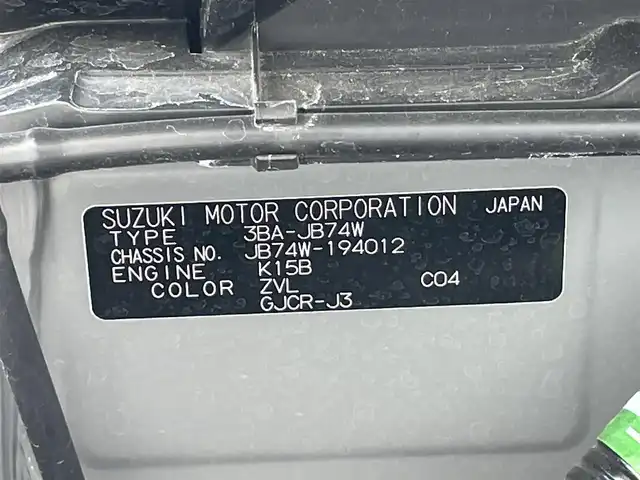 SUZUKI MOTOR CORPORATION JAPAN
TYPE 3BA-JB74W
CHASSIS NO. JB74W-194012
ENGINE K15B
COLOR ZVL C04
GJCR-J3